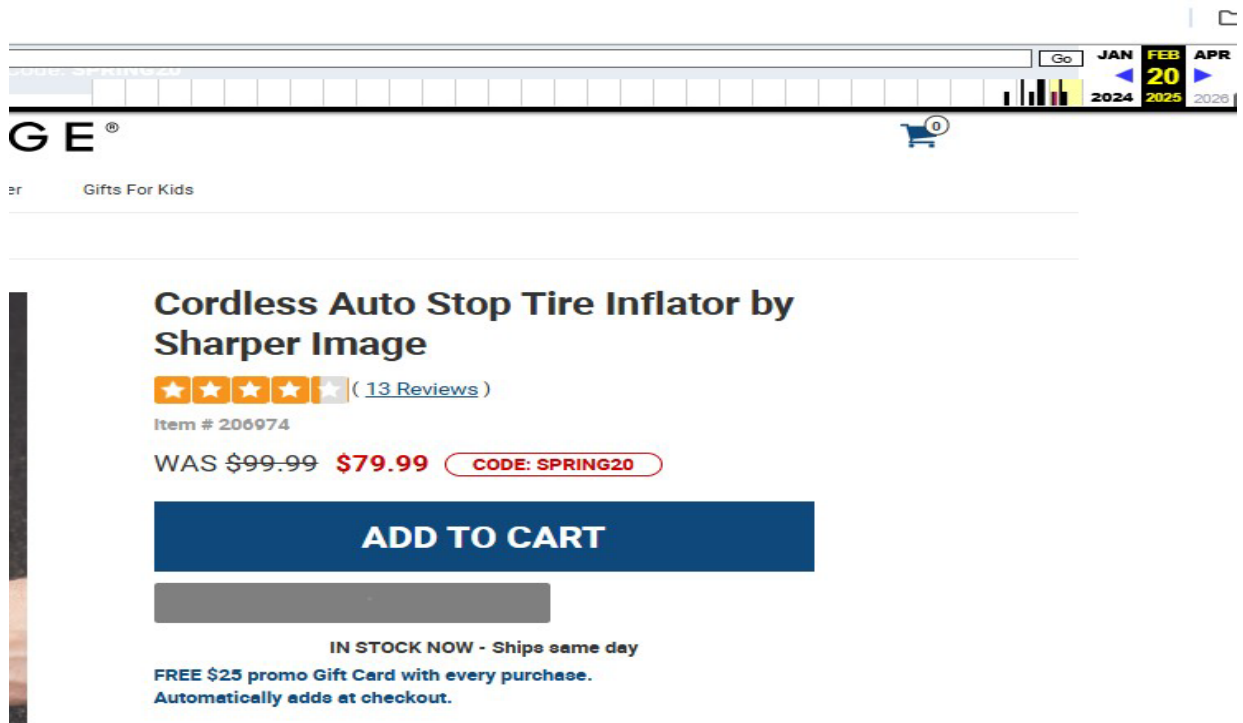 Go JAN FEB APR
Code: SPRING20
20
2024 2025 2026
GE®
0
er Gifts For Kids
Cordless Auto Stop Tire Inflator by
Sharper Image
( 13 Reviews )
Item # 206974
WAS $99.99 $79.99 CODE: SPRING20
ADD TO CART
IN STOCK NOW - Ships same day
FREE $25 promo Gift Card with every purchase.
Automatically adds at checkout.